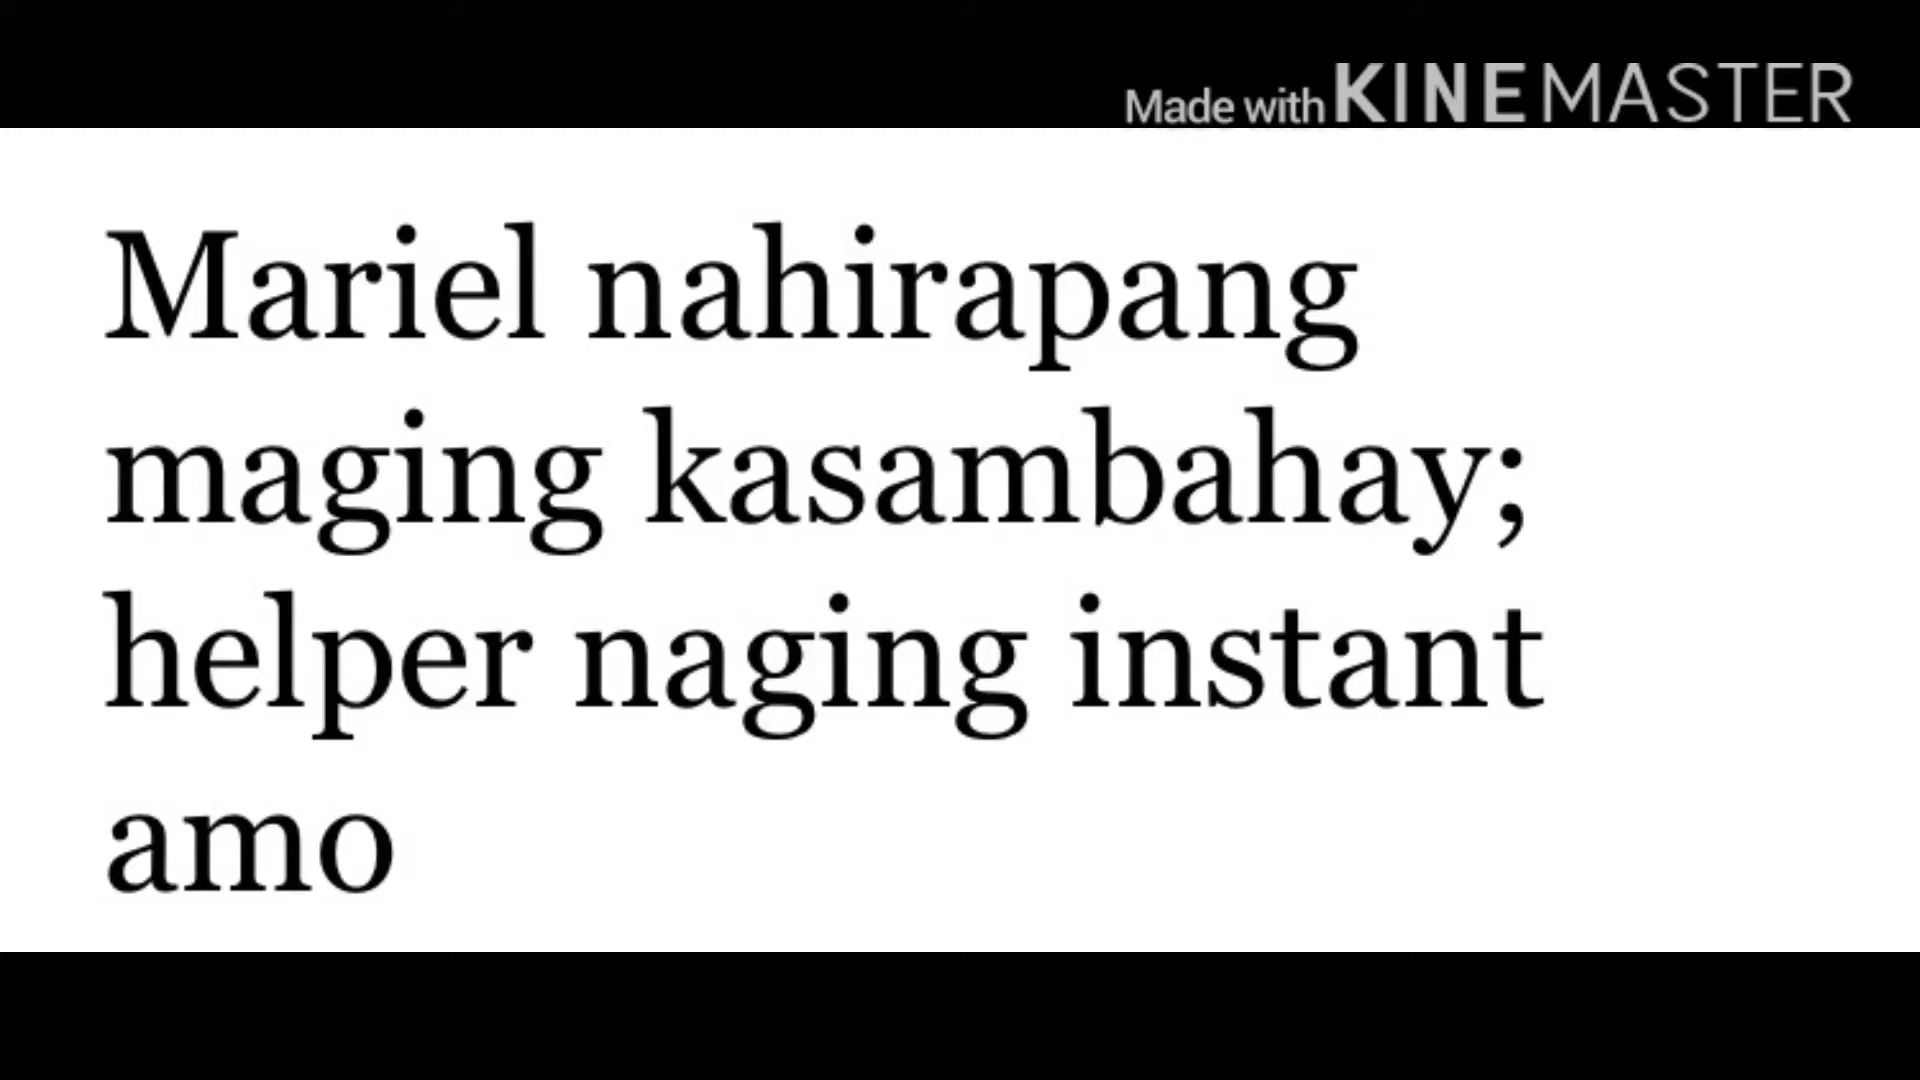 Made with KINEMASTER
Mariel nahirapang
maging kasambahay;
helper naging instant
amo